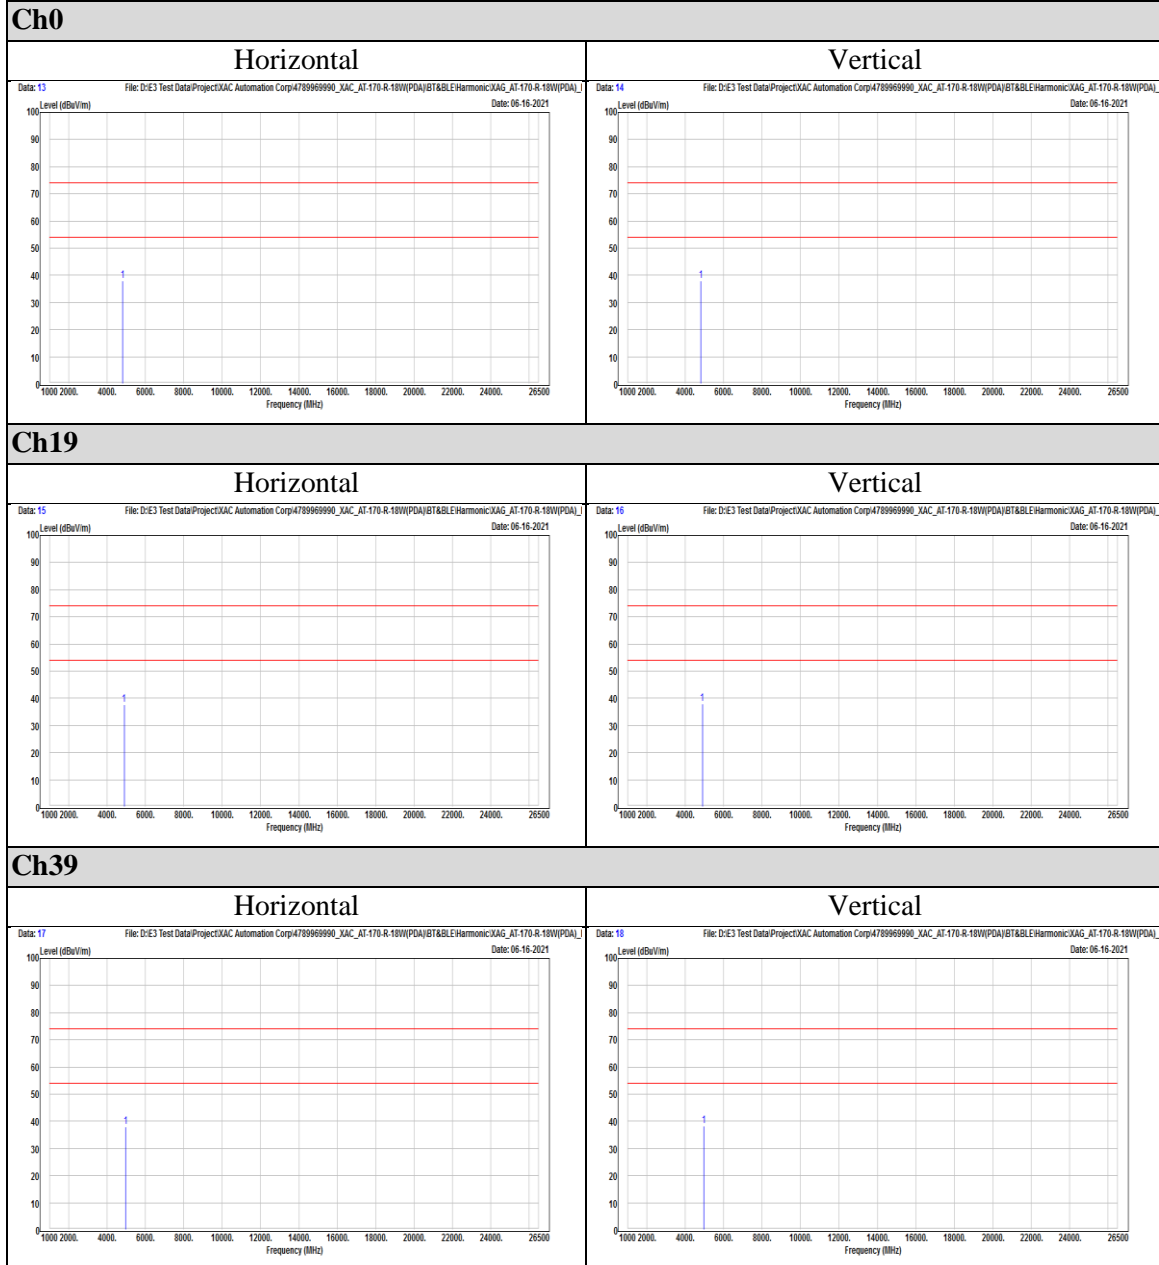 Ch0
Horizontal
Vertical
Data: 13 File: D:\E3 Test Data\Project\XAC Automation Corp\4789969990_XAC_AT-170-R-18W(PDA)\BT&BLE\Harmonic\XAG_AT-170-R-18W(PDA)_
Date: 06-16-2021
Level (dBuV/m)
100
90
80
70
60
50
40
30
20
10
0
1
1000 2000. 4000. 6000. 8000. 10000. 12000. 14000. 16000. 18000. 20000. 22000. 24000. 26500
Frequency (MHz)
Data: 14 File: D:\E3 Test Data\Project\XAC Automation Corp\4789969990_XAC_AT-170-R-18W(PDA)\BT&BLE\Harmonic\XAG_AT-170-R-18W(PDA)_
Date: 06-16-2021
Level (dBuV/m)
100
90
80
70
60
50
40
30
20
10
0
1
1000 2000. 4000. 6000. 8000. 10000. 12000. 14000. 16000. 18000. 20000. 22000. 24000. 26500
Frequency (MHz)
Ch19
Horizontal
Vertical
Data: 15 File: D:\E3 Test Data\Project\XAC Automation Corp\4789969990_XAC_AT-170-R-18W(PDA)\BT&BLE\Harmonic\XAG_AT-170-R-18W(PDA)_
Date: 06-16-2021
Level (dBuV/m)
100
90
80
70
60
50
40
30
20
10
0
1
1000 2000. 4000. 6000. 8000. 10000. 12000. 14000. 16000. 18000. 20000. 22000. 24000. 26500
Frequency (MHz)
Data: 16 File: D:\E3 Test Data\Project\XAC Automation Corp\4789969990_XAC_AT-170-R-18W(PDA)\BT&BLE\Harmonic\XAG_AT-170-R-18W(PDA)_
Date: 06-16-2021
Level (dBuV/m)
100
90
80
70
60
50
40
30
20
10
0
1
1000 2000. 4000. 6000. 8000. 10000. 12000. 14000. 16000. 18000. 20000. 22000. 24000. 26500
Frequency (MHz)
Ch39
Horizontal
Vertical
Data: 17 File: D:\E3 Test Data\Project\XAC Automation Corp\4789969990_XAC_AT-170-R-18W(PDA)\BT&BLE\Harmonic\XAG_AT-170-R-18W(PDA)_
Date: 06-16-2021
Level (dBuV/m)
100
90
80
70
60
50
40
30
20
10
0
1
1000 2000. 4000. 6000. 8000. 10000. 12000. 14000. 16000. 18000. 20000. 22000. 24000. 26500
Frequency (MHz)
Data: 18 File: D:\E3 Test Data\Project\XAC Automation Corp\4789969990_XAC_AT-170-R-18W(PDA)\BT&BLE\Harmonic\XAG_AT-170-R-18W(PDA)_
Date: 06-16-2021
Level (dBuV/m)
100
90
80
70
60
50
40
30
20
10
0
1
1000 2000. 4000. 6000. 8000. 10000. 12000. 14000. 16000. 18000. 20000. 22000. 24000. 26500
Frequency (MHz)